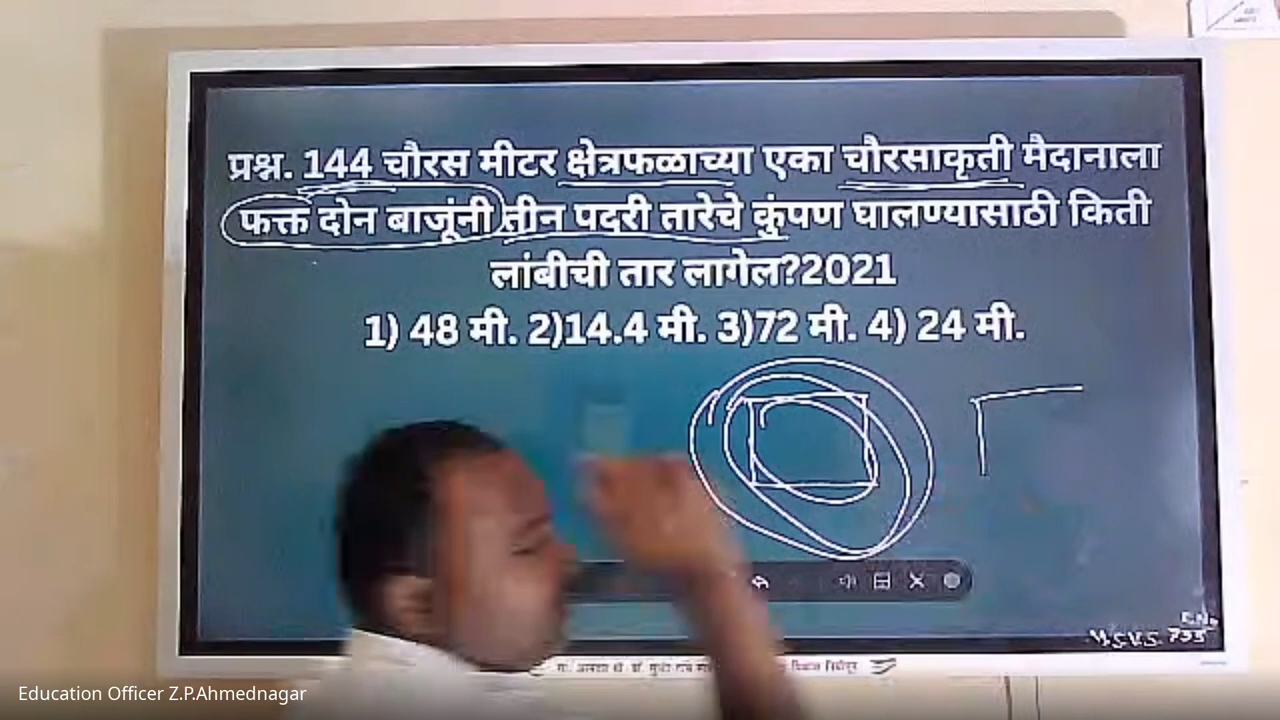 प्रश्न. 144 चौरस मीटर क्षेत्रफळाच्या एका चौरसाकृती मैदानाला
फक्त दोन बाजूंनी तीन पदरी तारेचे कुंपण घालण्यासाठी किती
लांबीची तार लागेल?2021
1) 48 मी. 2)14.4 मी. 3)72 मी. 4) 24 मी.
Education Officer Z.P.Ahmednagar